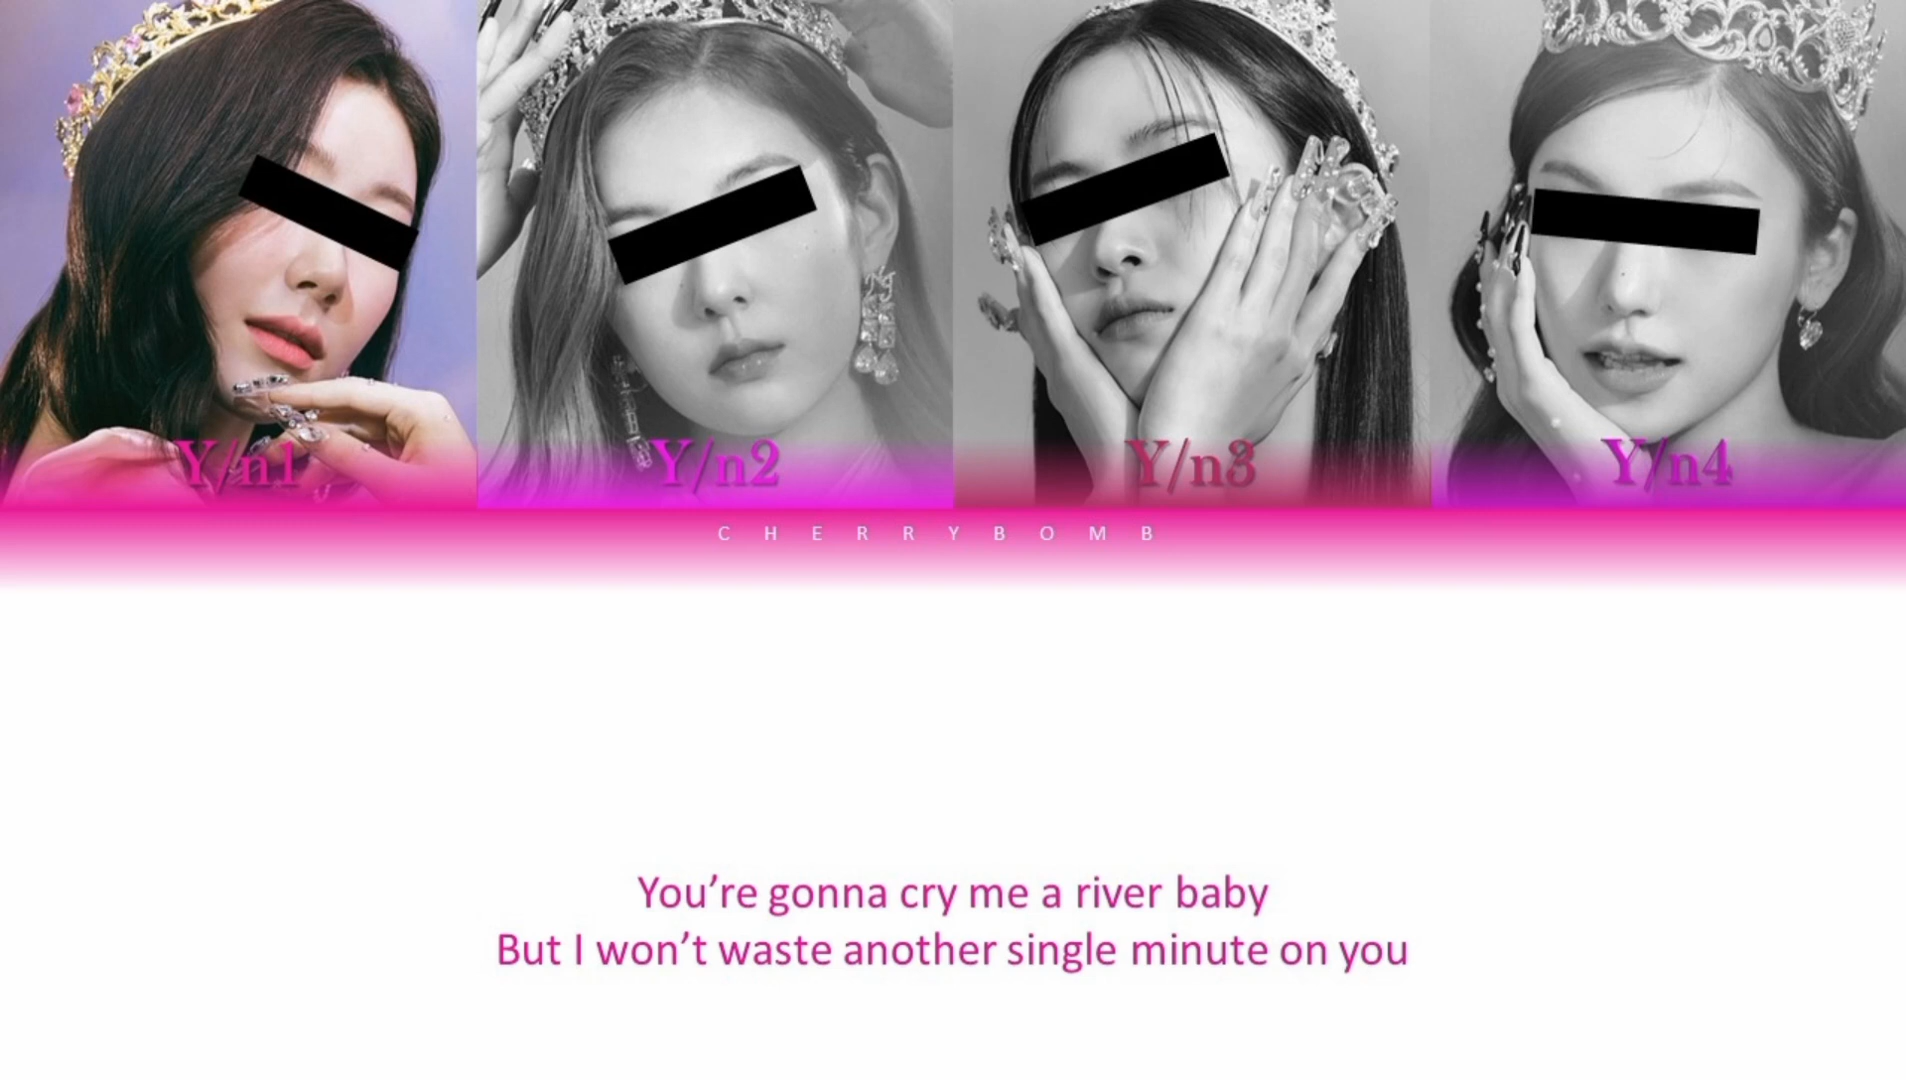 Y/n1 Y/n2 Y/n3 Y/n4
CHERRYBOMB
You’re gonna cry me a river baby
But I won’t waste another single minute on you